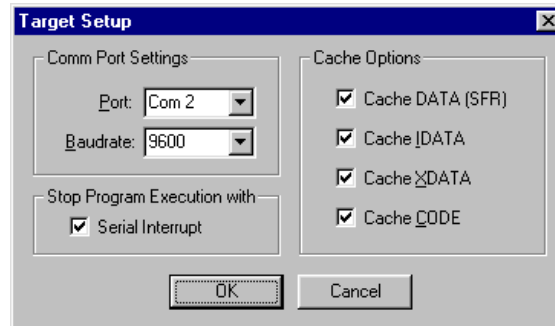 Target Setup
Comm Port Settings
Port: Com 2
Baudrate: 9600
Stop Program Execution with
Serial Interrupt
Cache Options
Cache DATA (SFR)
Cache IDATA
Cache XDATA
Cache CODE
OK
Cancel